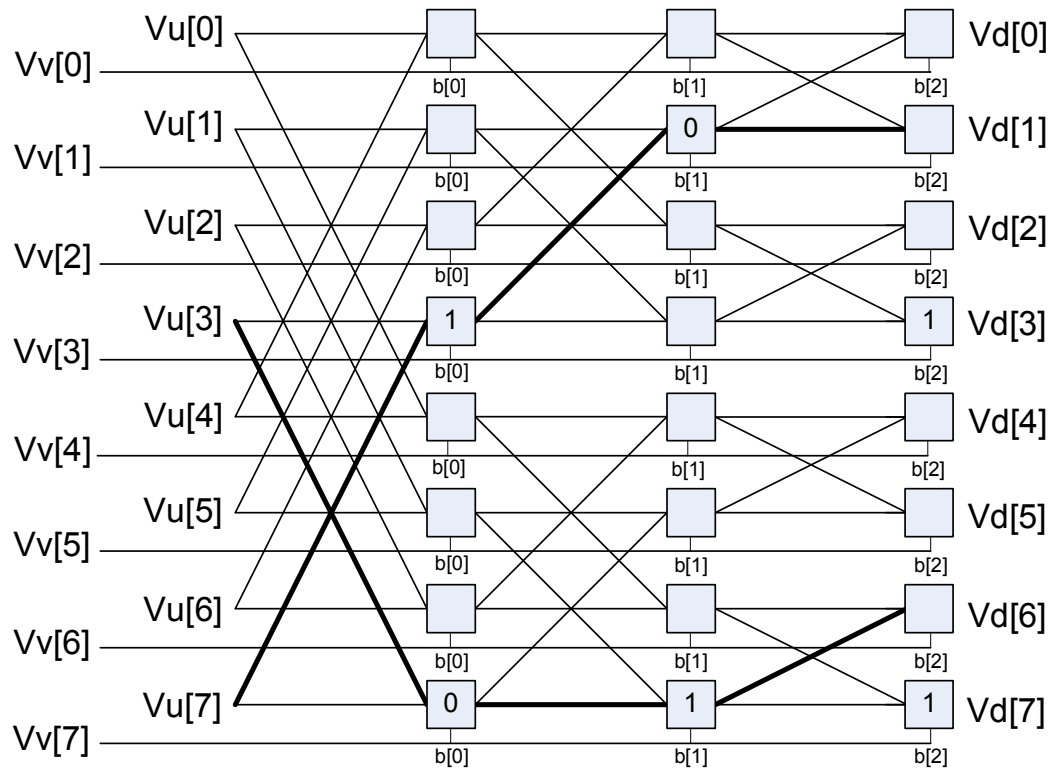 Vu[0] Vd[0]
Vv[0] b[0] b[1] b[2]
Vu[1] 0 Vd[1]
Vv[1] b[0] b[1] b[2]
Vu[2] Vd[2]
Vv[2] b[0] b[1] b[2]
Vu[3] 1 1 Vd[3]
Vv[3] b[0] b[1] b[2]
Vu[4] Vd[4]
Vv[4] b[0] b[1] b[2]
Vu[5] Vd[5]
Vv[5] b[0] b[1] b[2]
Vu[6] Vd[6]
Vv[6] b[0] b[1] b[2]
Vu[7] 0 1 1 Vd[7]
Vv[7] b[0] b[1] b[2]